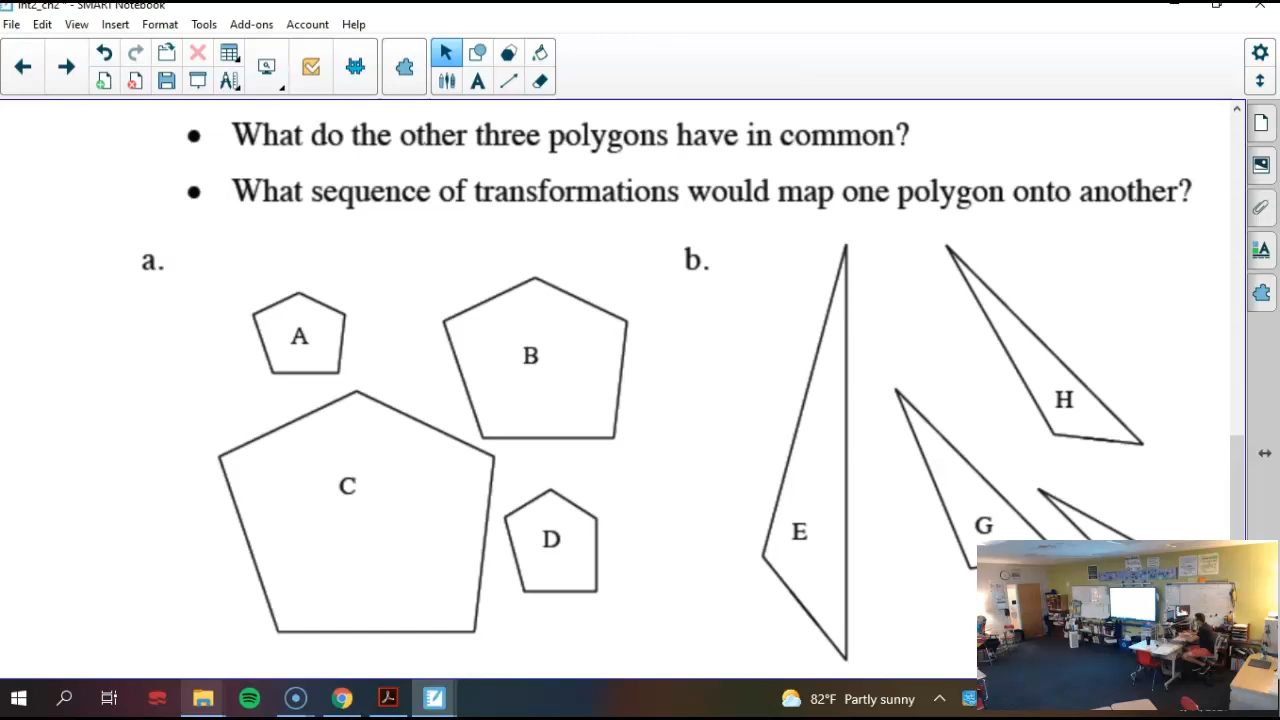 int2_ch2 * - SMART Notebook
File Edit View Insert Format Tools Add-ons Account Help
• What do the other three polygons have in common?
• What sequence of transformations would map one polygon onto another?
a.
b.
A
B
C
D
E
G
H
82°F Partly sunny